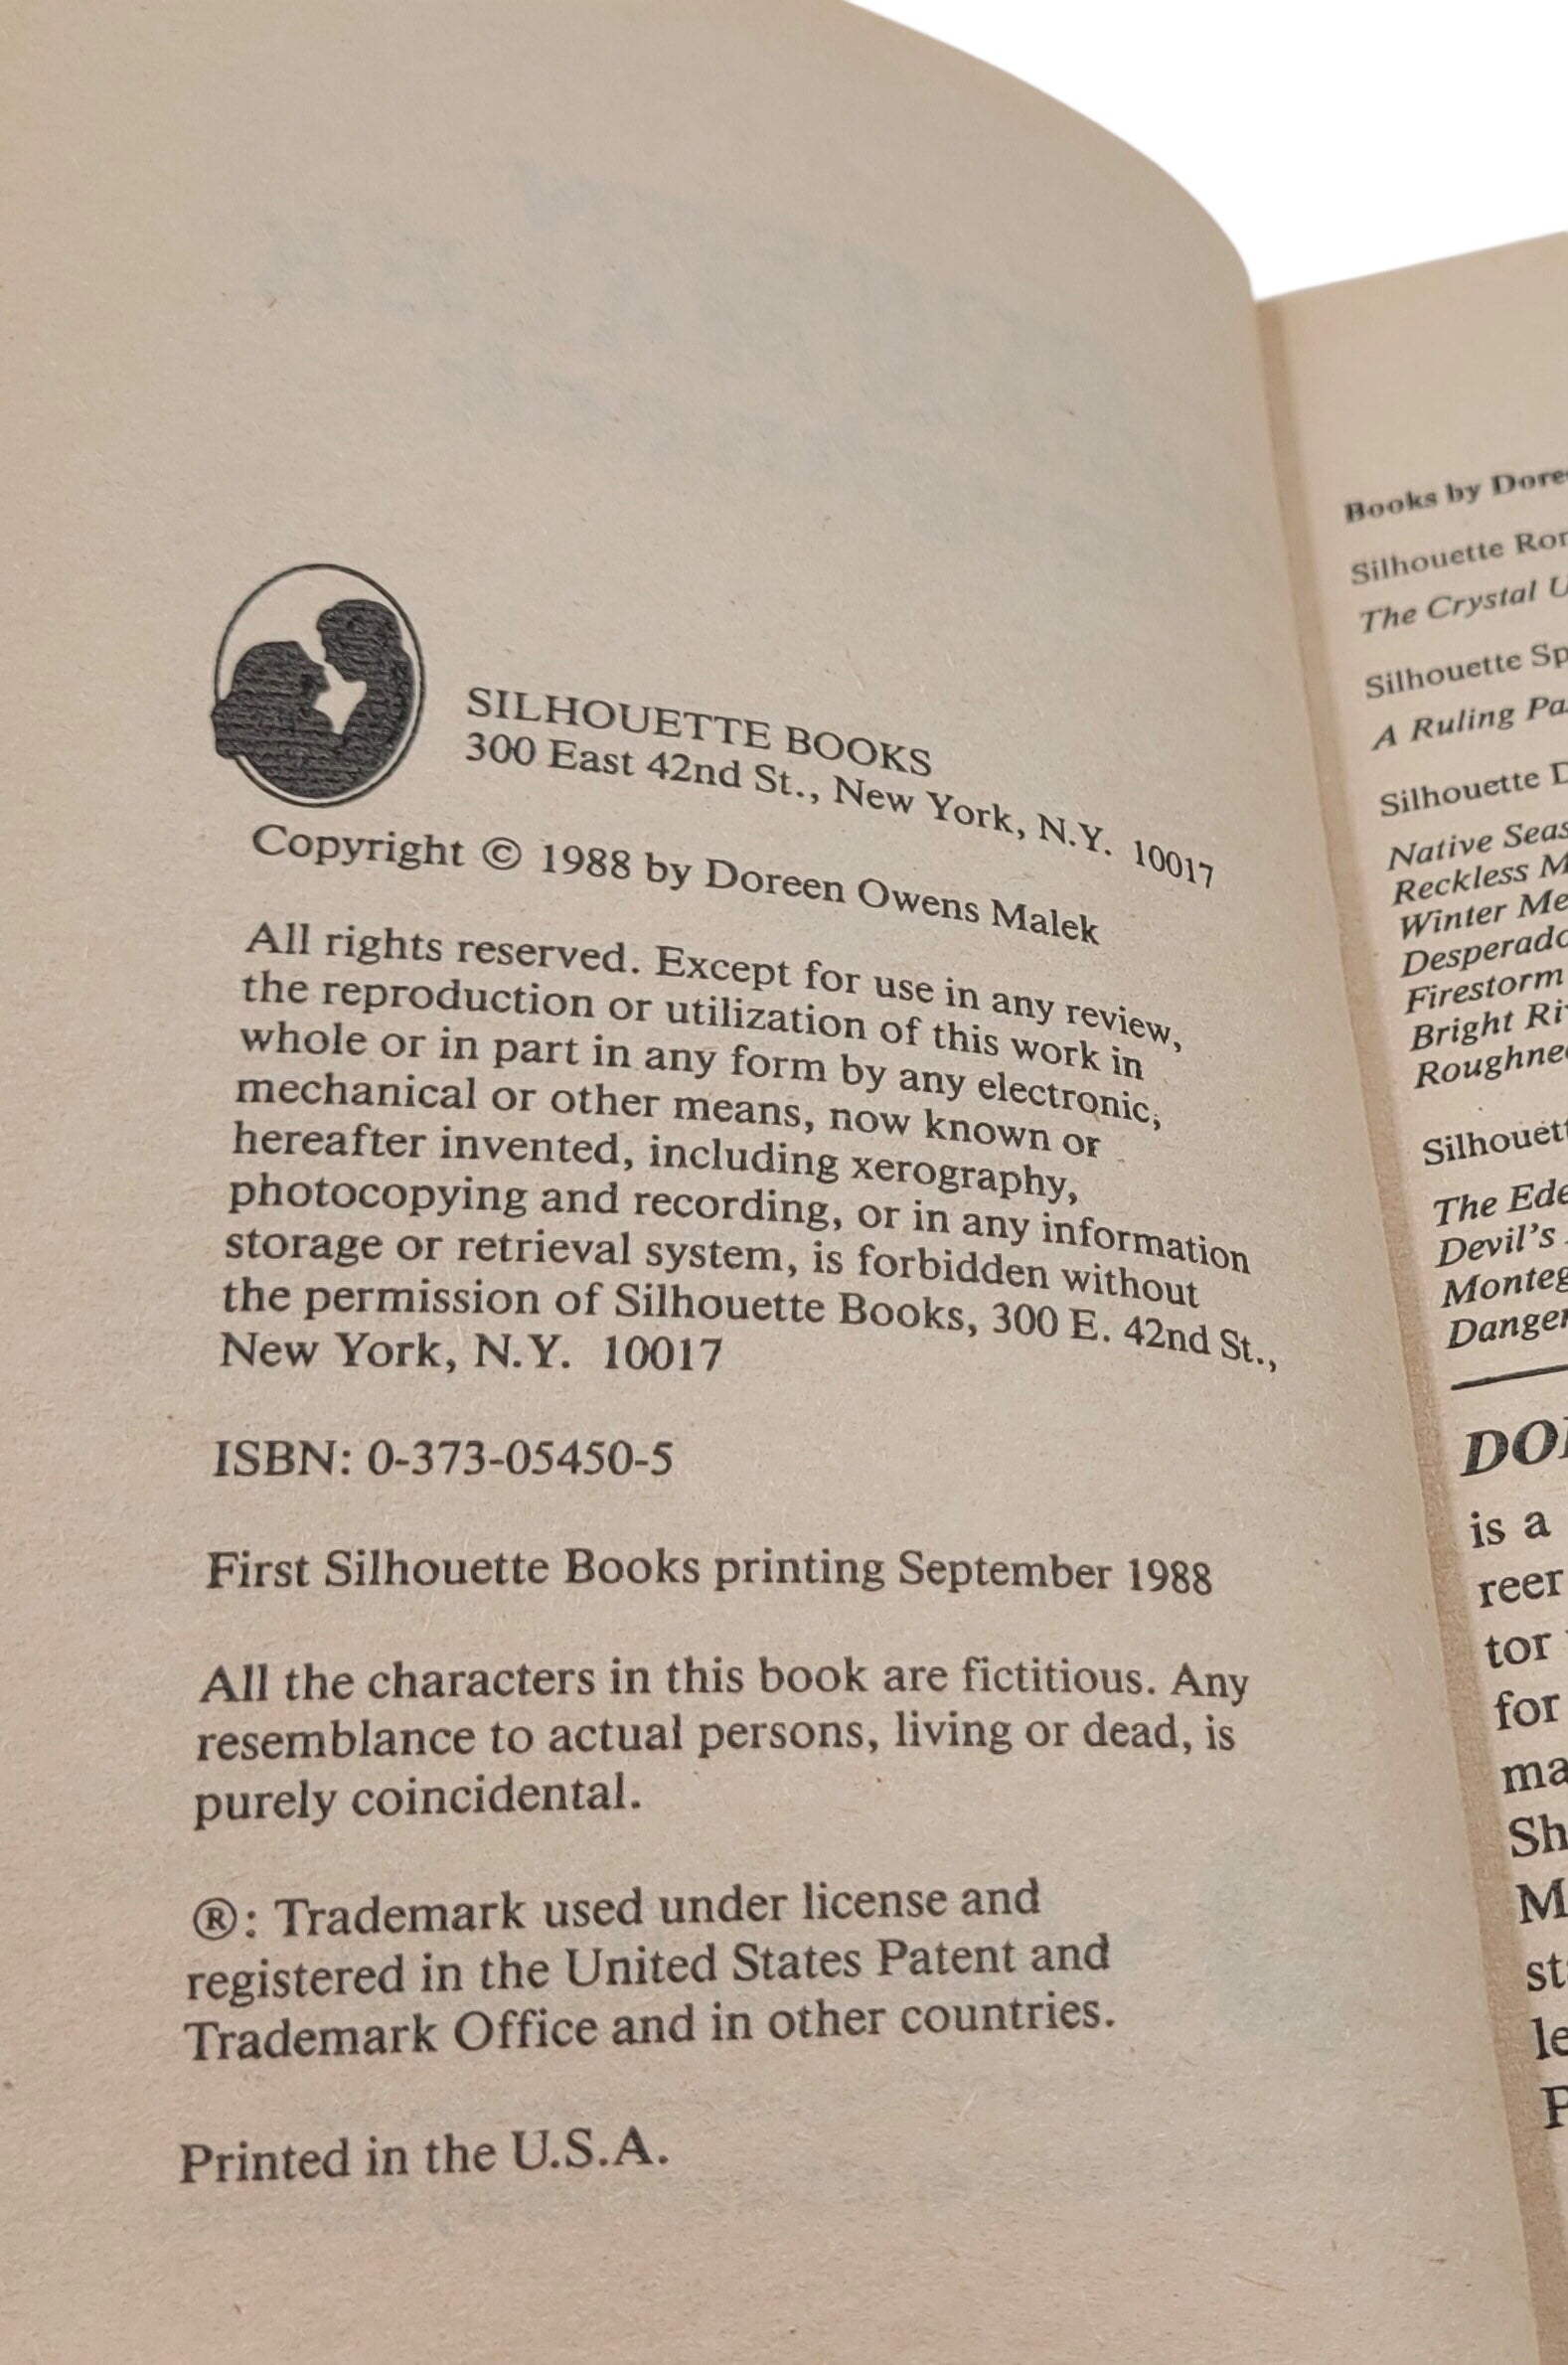 SILHOUETTE BOOKS
300 East 42nd St., New York, N.Y. 10017
Copyright © 1988 by Doreen Owens Malek
All rights reserved. Except for use in any review,
the reproduction or utilization of this work in
whole or in part in any form by any electronic,
mechanical or other means, now known or
hereafter invented, including xerography,
photocopying and recording, or in any information
storage or retrieval system, is forbidden without
the permission of Silhouette Books, 300 E. 42nd St.,
New York, N.Y. 10017
ISBN: 0-373-05450-5
First Silhouette Books printing September 1988
All the characters in this book are fictitious. Any
resemblance to actual persons, living or dead, is
purely coincidental.
®: Trademark used under license and
registered in the United States Patent and
Trademark Office and in other countries.
Printed in the U.S.A.
Books by
Silhouette
The Crystal
Silhouette
A Ruling
Silhouette
Native
Reckless
Winter
Desperado
Firestorm
Bright
The
Devil's
is a
reer
tor
for